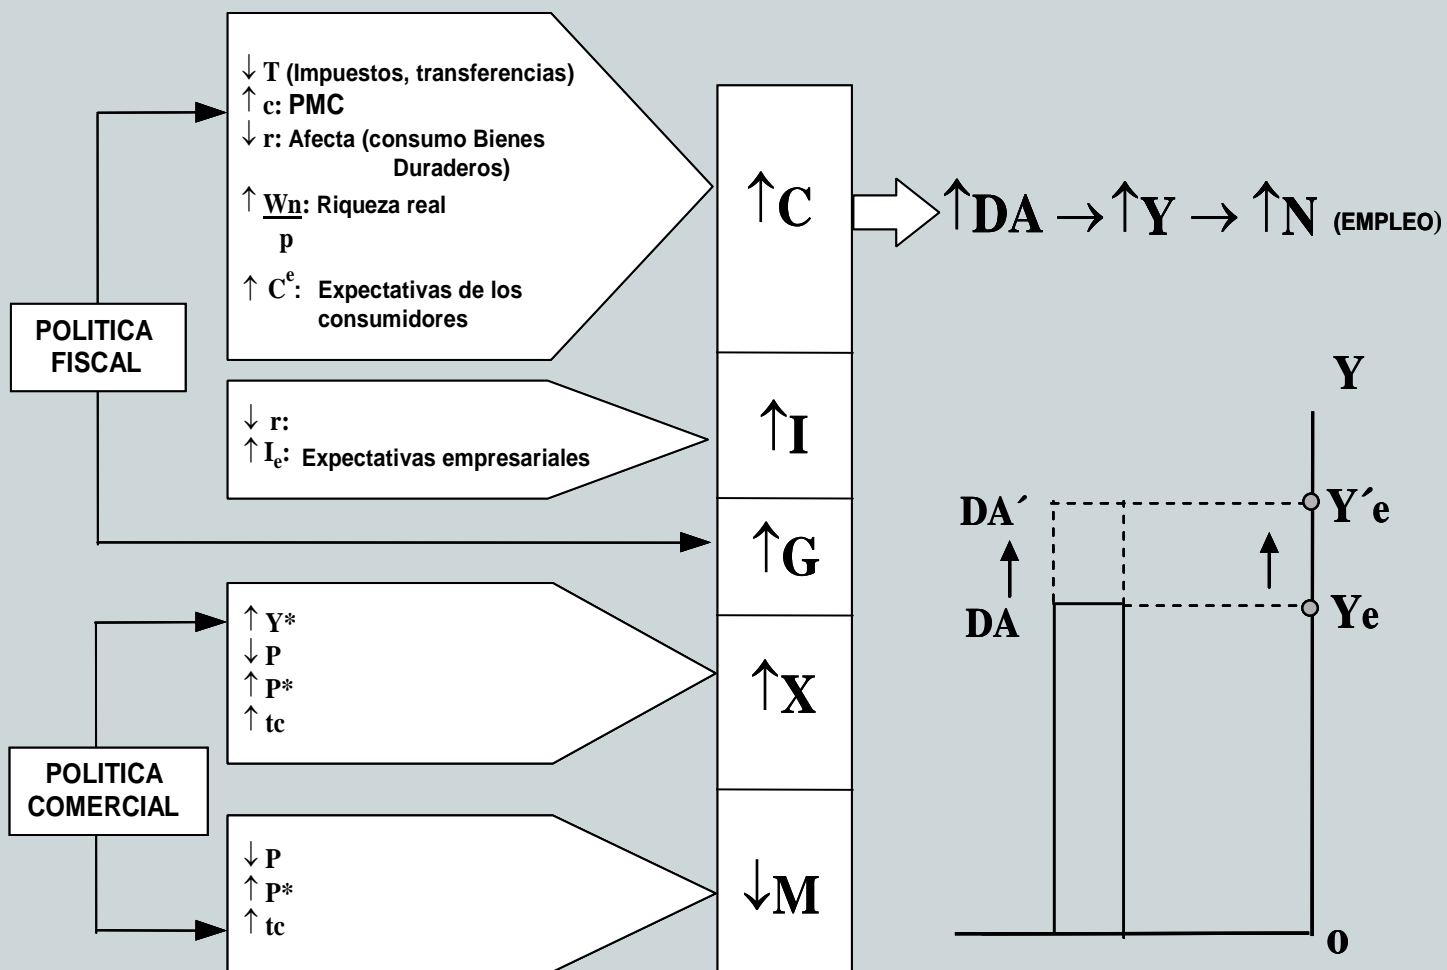 ↓ T (Impuestos, transferencias)
↑ c: PMC
↓ r: Afecta (consumo Bienes
Duraderos)
↑ Wn: Riqueza real
p
↑ Cᵉ: Expectativas de los
consumidores
POLITICA
FISCAL
↓ r:
↑ Iₑ: Expectativas empresariales
↑ Y*
↓ P
↑ P*
↑ tc
POLITICA
COMERCIAL
↓ P
↑ P*
↑ tc
↑C
↑I
↑G
↑X
↓M
↑DA → ↑Y → ↑N (EMPLEO)
Y
DA´
Y´e
DA
Ye
o